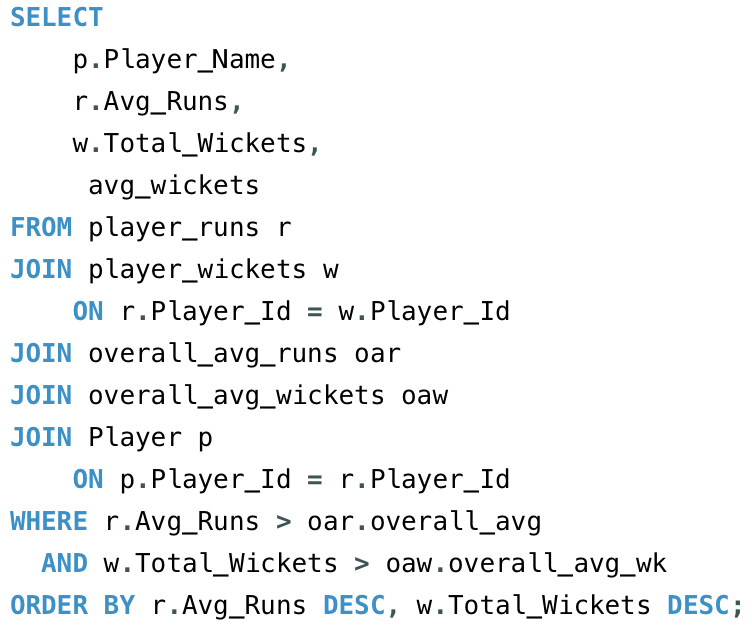 SELECT
    p.Player_Name,
    r.Avg_Runs,
    w.Total_Wickets,
     avg_wickets
FROM player_runs r
JOIN player_wickets w
    ON r.Player_Id = w.Player_Id
JOIN overall_avg_runs oar
JOIN overall_avg_wickets oaw
JOIN Player p
    ON p.Player_Id = r.Player_Id
WHERE r.Avg_Runs > oar.overall_avg
  AND w.Total_Wickets > oaw.overall_avg_wk
ORDER BY r.Avg_Runs DESC, w.Total_Wickets DESC;